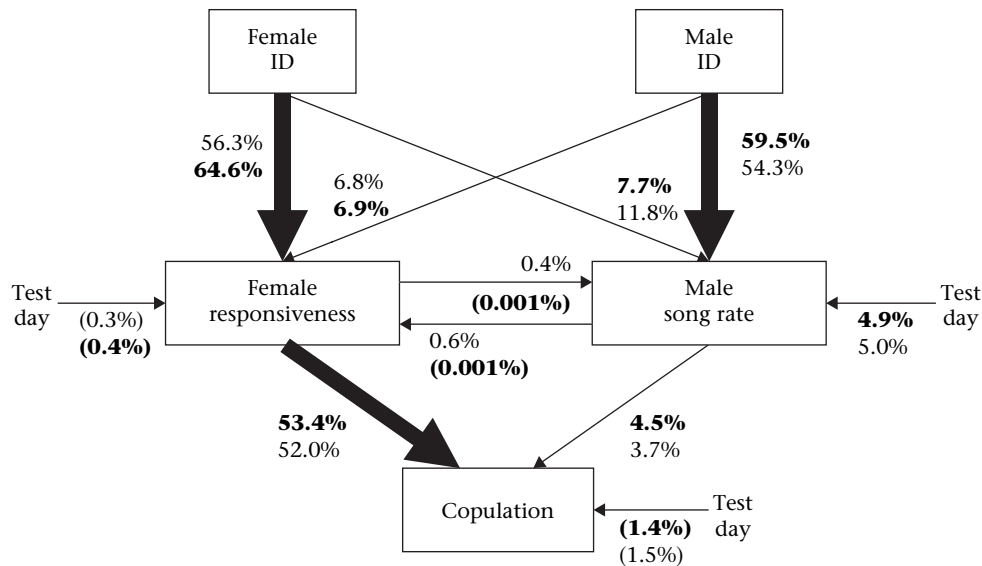 Female
ID
Male
ID
56.3%
64.6%
59.5%
54.3%
6.8%
6.9%
7.7%
11.8%
Test
day
(0.3%)
(0.4%)
Female
responsiveness
0.4%
(0.001%)
0.6%
(0.001%)
Male
song rate
Test
day
4.9%
5.0%
53.4%
52.0%
4.5%
3.7%
Copulation
Test
day
(1.4%)
(1.5%)